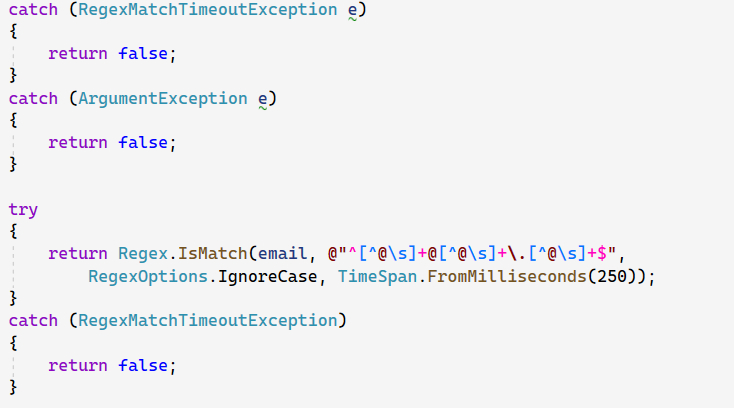 catch (RegexMatchTimeoutException e)
{
    return false;
}
catch (ArgumentException e)
{
    return false;
}

try
{
    return Regex.IsMatch(email, @"^[^@\s]+@[^@\s]+\.[^@\s]+$",
        RegexOptions.IgnoreCase, TimeSpan.FromMilliseconds(250));
}
catch (RegexMatchTimeoutException)
{
    return false;
}